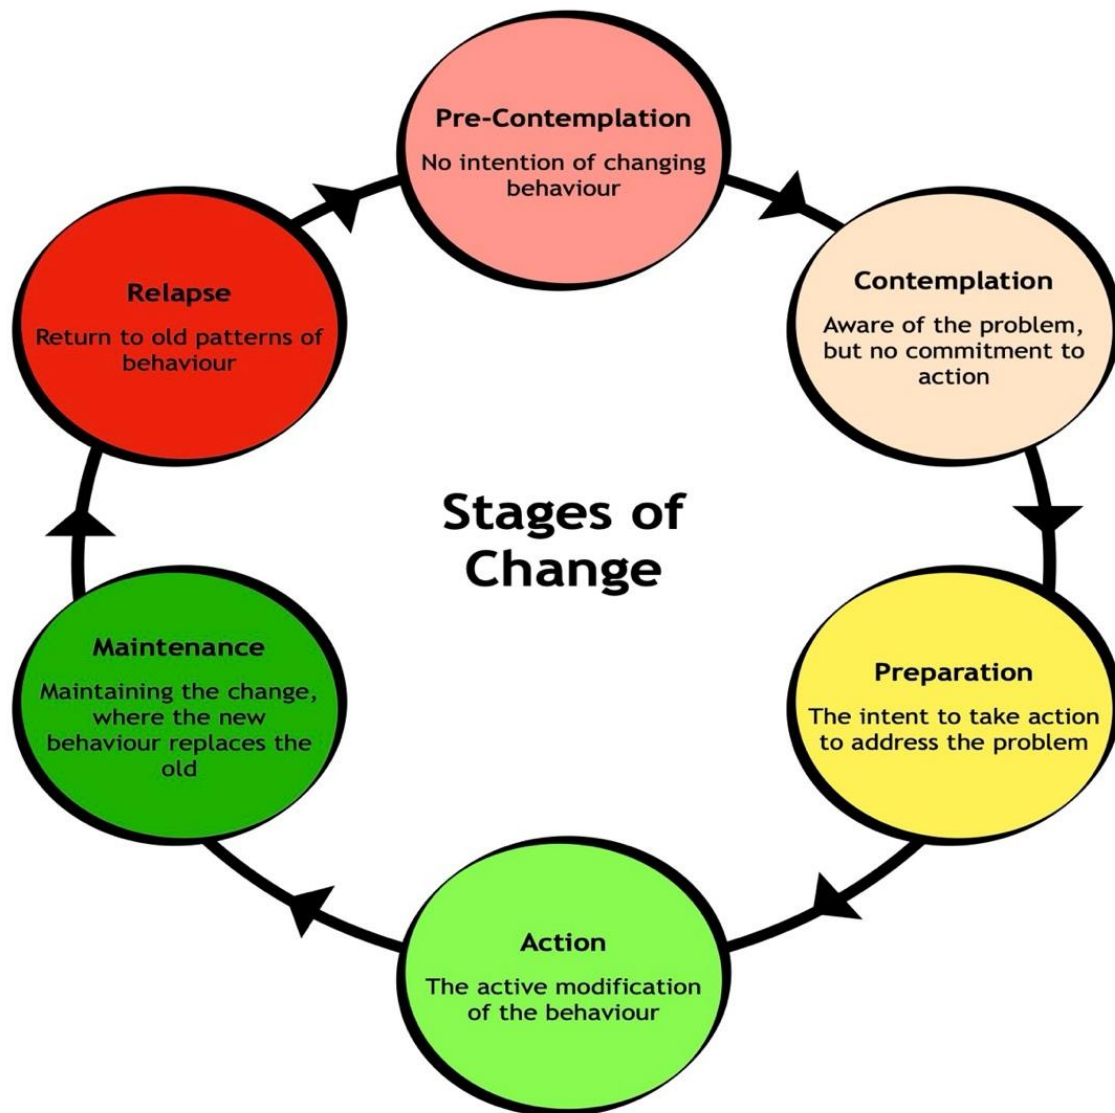 Pre-Contemplation
No intention of changing
behaviour
Contemplation
Aware of the problem,
but no commitment to
action
Preparation
The intent to take action
to address the problem
Action
The active modification
of the behaviour
Maintenance
Maintaining the change,
where the new
behaviour replaces the
old
Relapse
Return to old patterns of
behaviour
Stages of
Change